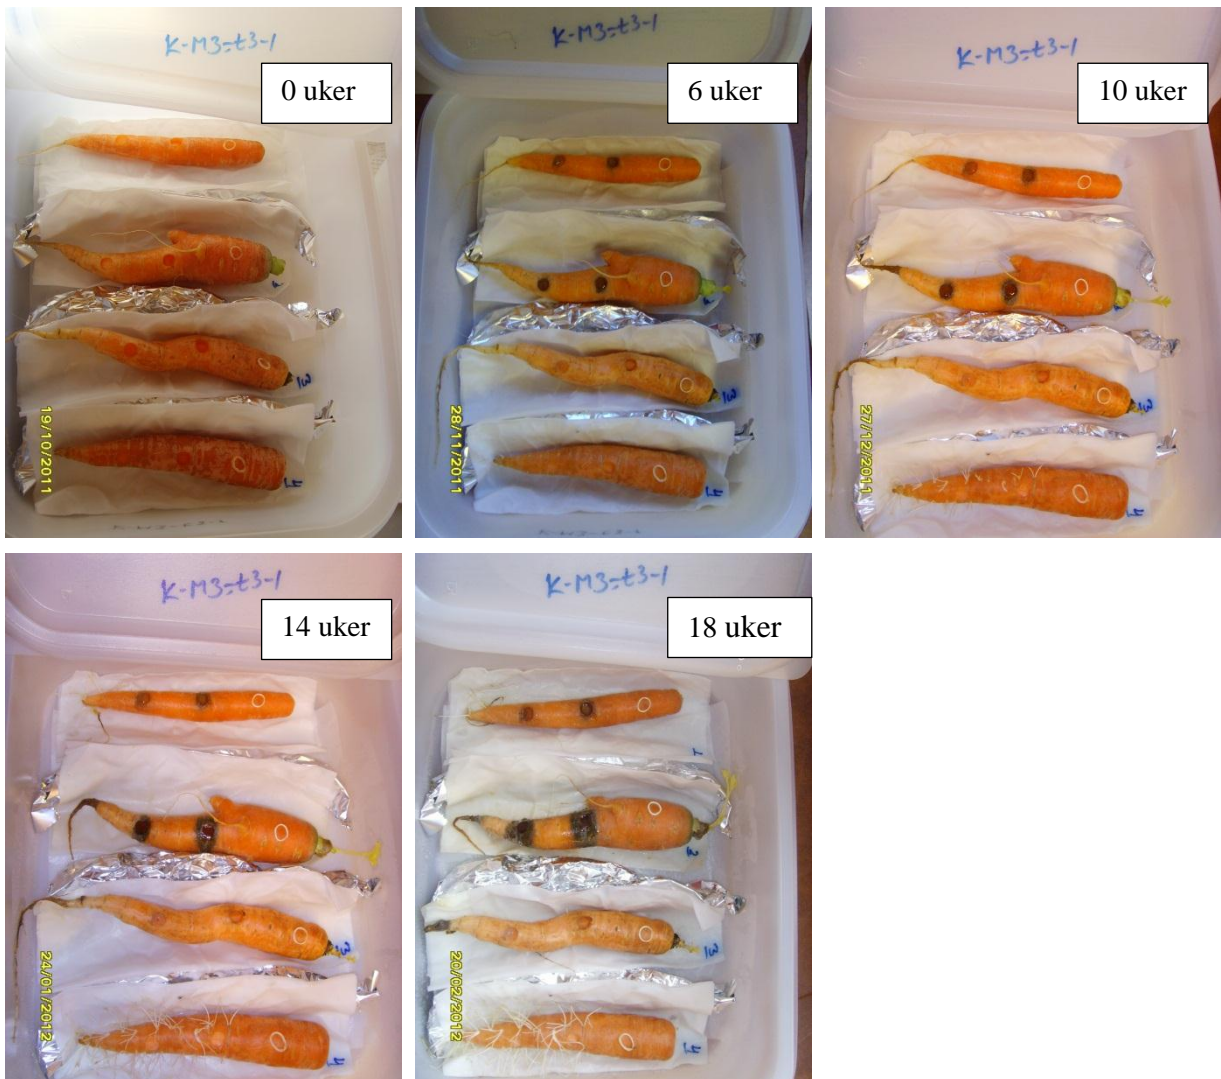 K-M3-t3-1
0 uker
19/10/2011
K-M3-t3-1
6 uker
28/11/2011
K-M3-t3-1
10 uker
27/12/2011
K-M3-t3-1
14 uker
24/01/2012
K-M3-t3-1
18 uker
20/02/2012